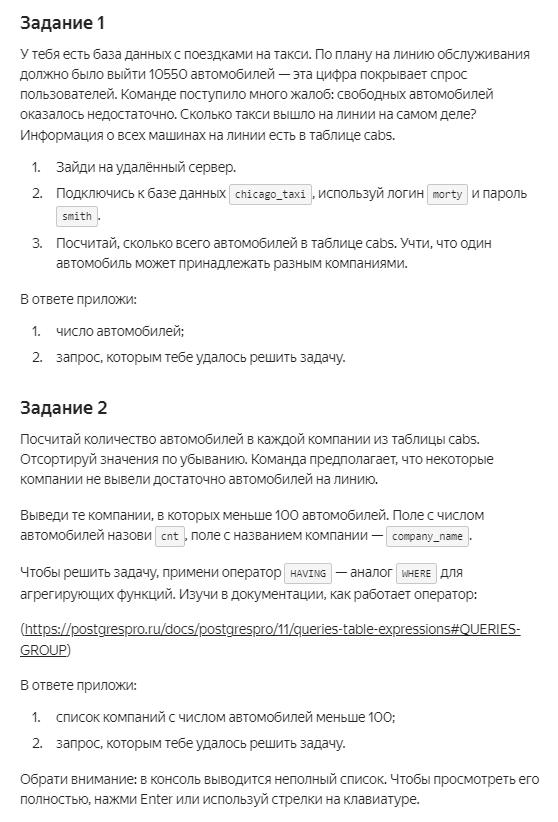 Задание 1
У тебя есть база данных с поездками на такси. По плану на линию обслуживания
должно было выйти 10550 автомобилей — эта цифра покрывает спрос
пользователей. Команде поступило много жалоб: свободных автомобилей
оказалось недостаточно. Сколько такси вышло на линии на самом деле?
Информация о всех машинах на линии есть в таблице cabs.
1. Зайди на удалённый сервер.
2. Подключись к базе данных chicago_taxi, используй логин morty и пароль
smith.
3. Посчитай, сколько всего автомобилей в таблице cabs. Учти, что один
автомобиль может принадлежать разным компаниями.
В ответе приложи:
1. число автомобилей;
2. запрос, которым тебе удалось решить задачу.
Задание 2
Посчитай количество автомобилей в каждой компании из таблицы cabs.
Отсортируй значения по убыванию. Команда предполагает, что некоторые
компании не вывели достаточно автомобилей на линию.
Выведи те компании, в которых меньше 100 автомобилей. Поле с числом
автомобилей назови cnt, поле с названием компании — company_name.
Чтобы решить задачу, примени оператор HAVING — аналог WHERE для
агрегирующих функций. Изучи в документации, как работает оператор:
(https://postgrespro.ru/docs/postgrespro/11/queries-table-expressions#QUERIES-
GROUP)
В ответе приложи:
1. список компаний с числом автомобилей меньше 100;
2. запрос, которым тебе удалось решить задачу.
Обрати внимание: в консоль выводится неполный список. Чтобы просмотреть его
полностью, нажми Enter или используй стрелки на клавиатуре.